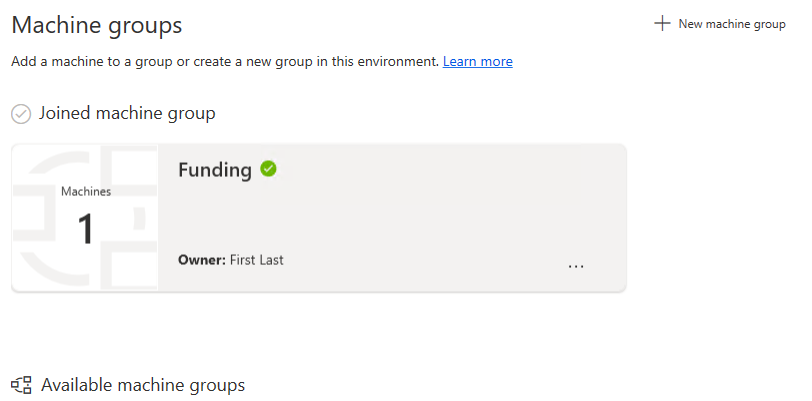 Machine groups
New machine group
Add a machine to a group or create a new group in this environment. Learn more
Joined machine group
Machines
1
Funding
Owner: First Last
...
Available machine groups